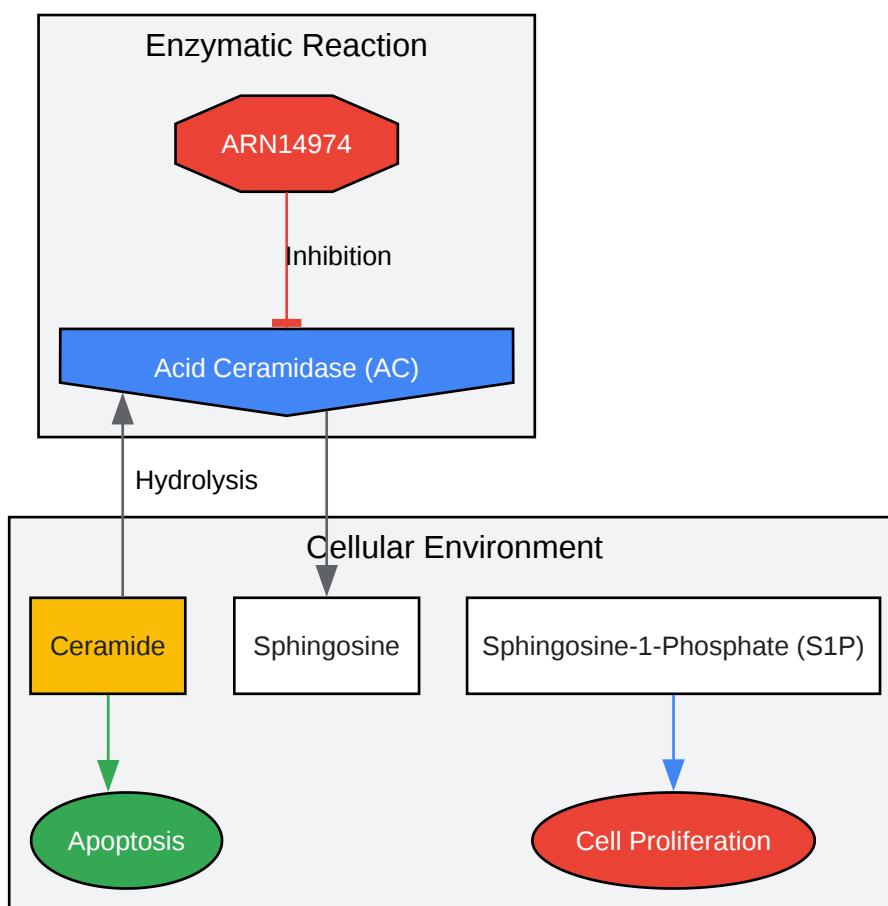 Enzymatic Reaction
ARN14974
Inhibition
Acid Ceramidase (AC)
Hydrolysis
Cellular Environment
Ceramide
Sphingosine
Sphingosine-1-Phosphate (S1P)
Apoptosis
Cell Proliferation